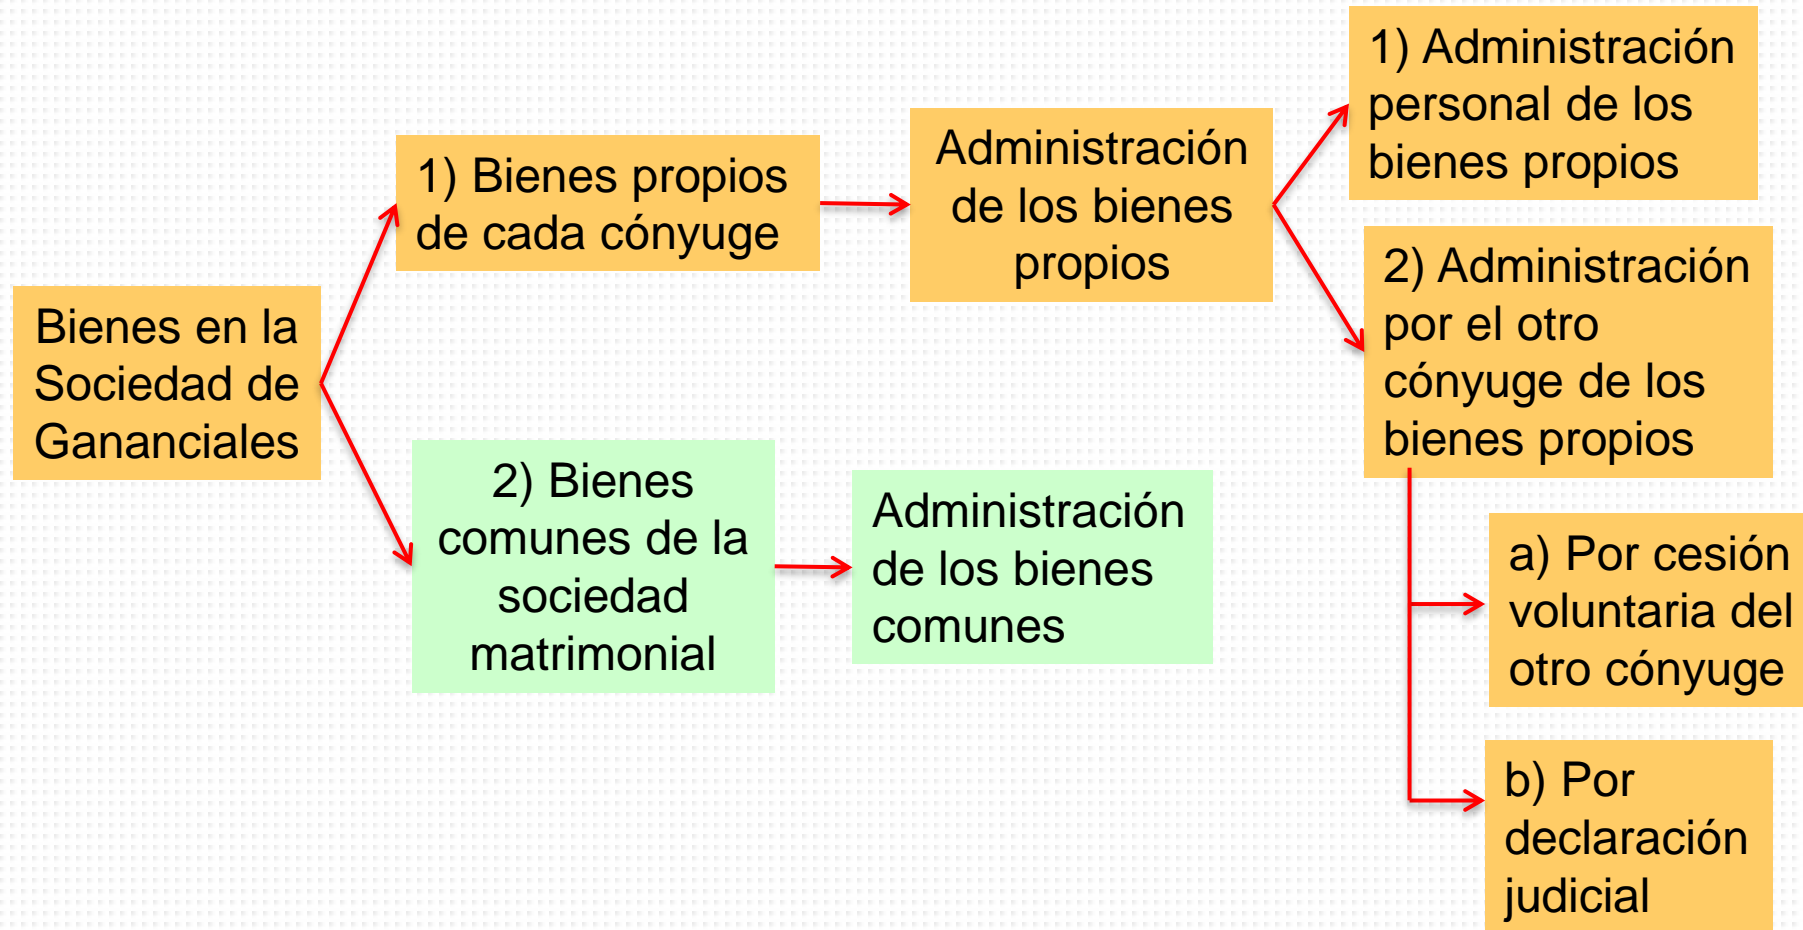 Bienes en la
Sociedad de
Gananciales
1) Bienes propios
de cada cónyuge
Administración
de los bienes
propios
1) Administración
personal de los
bienes propios
2) Administración
por el otro
cónyuge de los
bienes propios
a) Por cesión
voluntaria del
otro cónyuge
b) Por
declaración
judicial
2) Bienes
comunes de la
sociedad
matrimonial
Administración
de los bienes
comunes